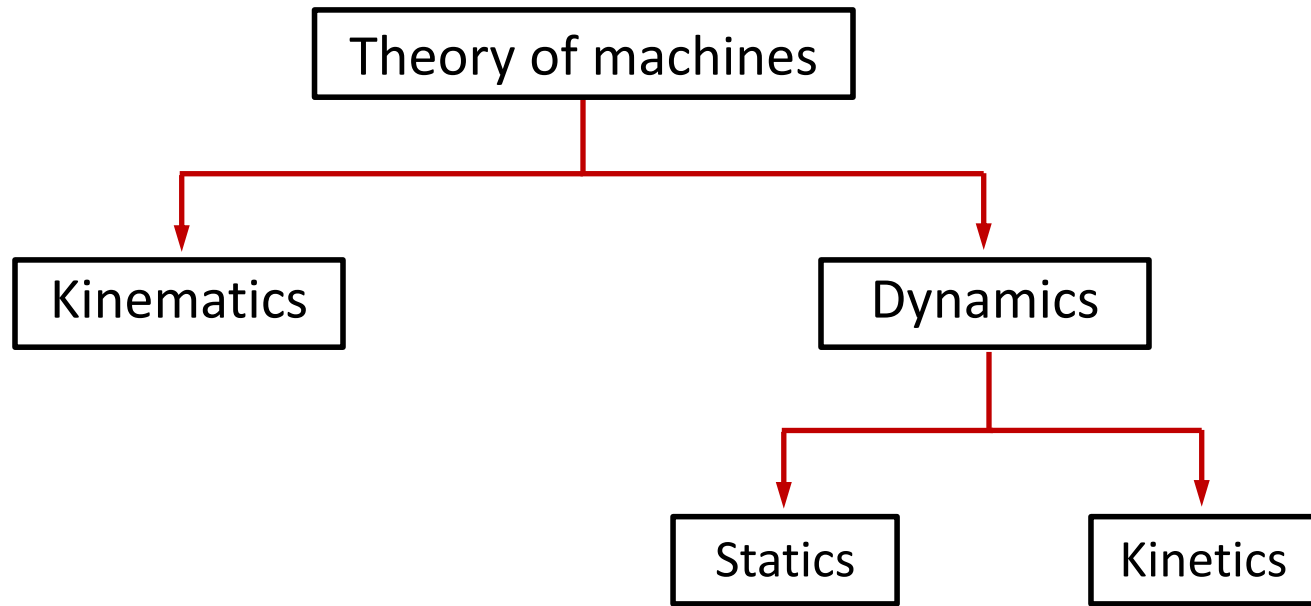 Theory of machines
Kinematics
Dynamics
Statics
Kinetics